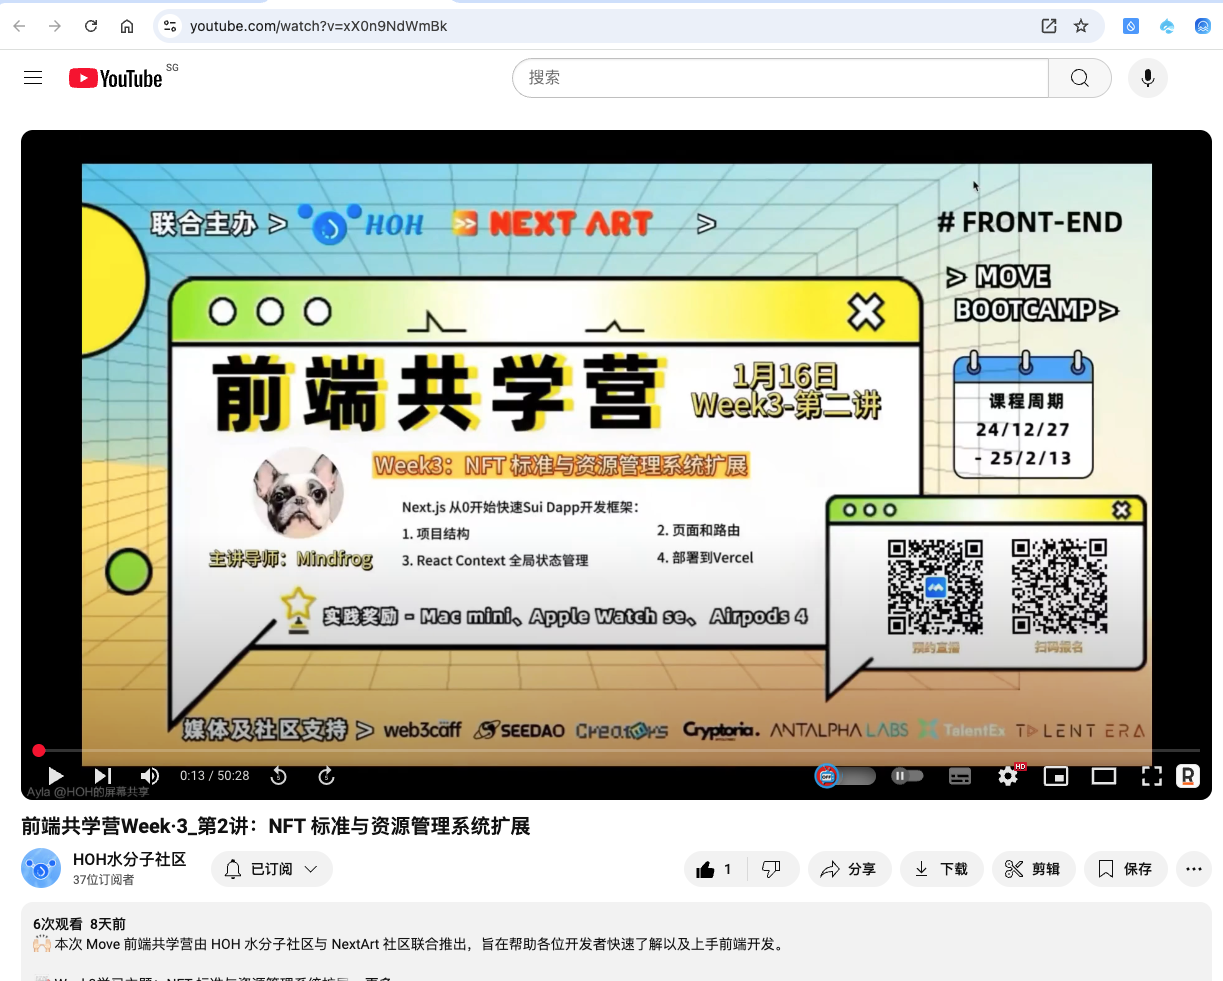 youtube.com/watch?v=xX0n9NdWmBk
YouTube SG
搜索
联合主办 > HOH NEXT ART >
# FRONT-END
> MOVE
BOOTCAMP >
前端共学营
1月16日
Week3-第二讲
课程周期
24/12/27
- 25/2/13
Week3：NFT 标准与资源管理系统扩展
Next.js 从0开始快速Sui Dapp开发框架：
1. 项目结构
2. 页面和路由
3. React Context 全局状态管理
4. 部署到Vercel
主讲导师：Mindfrog
实践奖励 - Mac mini、Apple Watch se、Airpods 4
预约直播
扫码报名
媒体及社区支持 > web3caff SEEDAO Creators Cryptoria. ANTALPHA LABS TalentEx TALENT ERA
0:13 / 50:28
5
5
HD
Ayla @HOH的屏幕共享
前端共学营Week·3_第2讲：NFT 标准与资源管理系统扩展
HOH水分子社区
37位订阅者
已订阅
1
分享
下载
剪辑
保存
6次观看 8天前
🙌🏻 本次 Move 前端共学营由 HOH 水分子社区与 NextArt 社区联合推出，旨在帮助各位开发者快速了解以及上手前端开发。